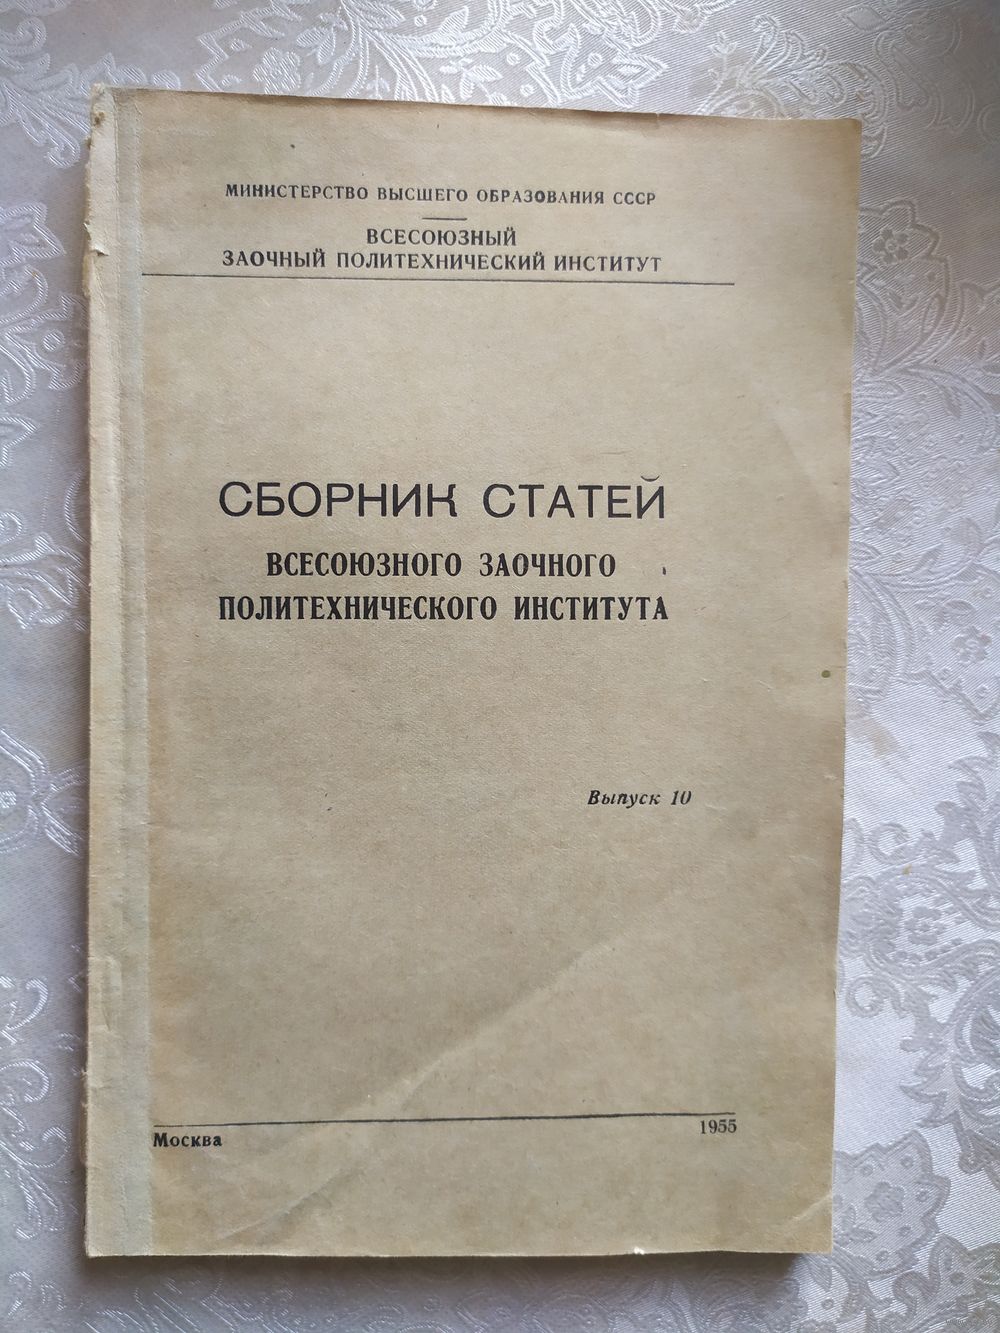 МИНИСТЕРСТВО ВЫСШЕГО ОБРАЗОВАНИЯ СССР
ВСЕСОЮЗНЫЙ
ЗАОЧНЫЙ ПОЛИТЕХНИЧЕСКИЙ ИНСТИТУТ
СБОРНИК СТАТЕЙ
ВСЕСОЮЗНОГО ЗАОЧНОГО
ПОЛИТЕХНИЧЕСКОГО ИНСТИТУТА
Выпуск 10
Москва
1955